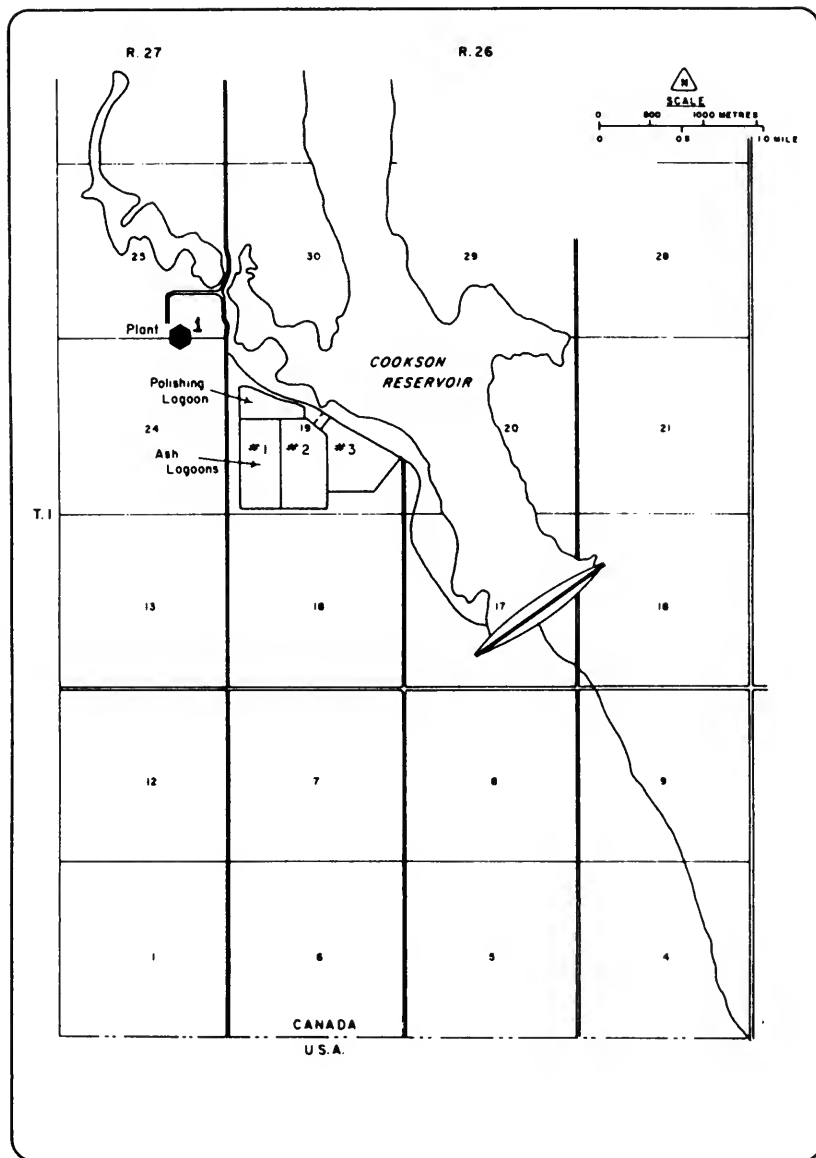 R. 27 R. 26
N
SCALE
0 500 1000 METRES
0 0.5 1.0 MILE
25 30 29 28
Plant 1
COOKSON
RESERVOIR
Polishing
Lagoon
24 19 20 21
#1 #2 #3
Ash
Lagoons
T. 1
13 18 17 16
12 7 8 9
1 6 5 4
CANADA
U.S.A.